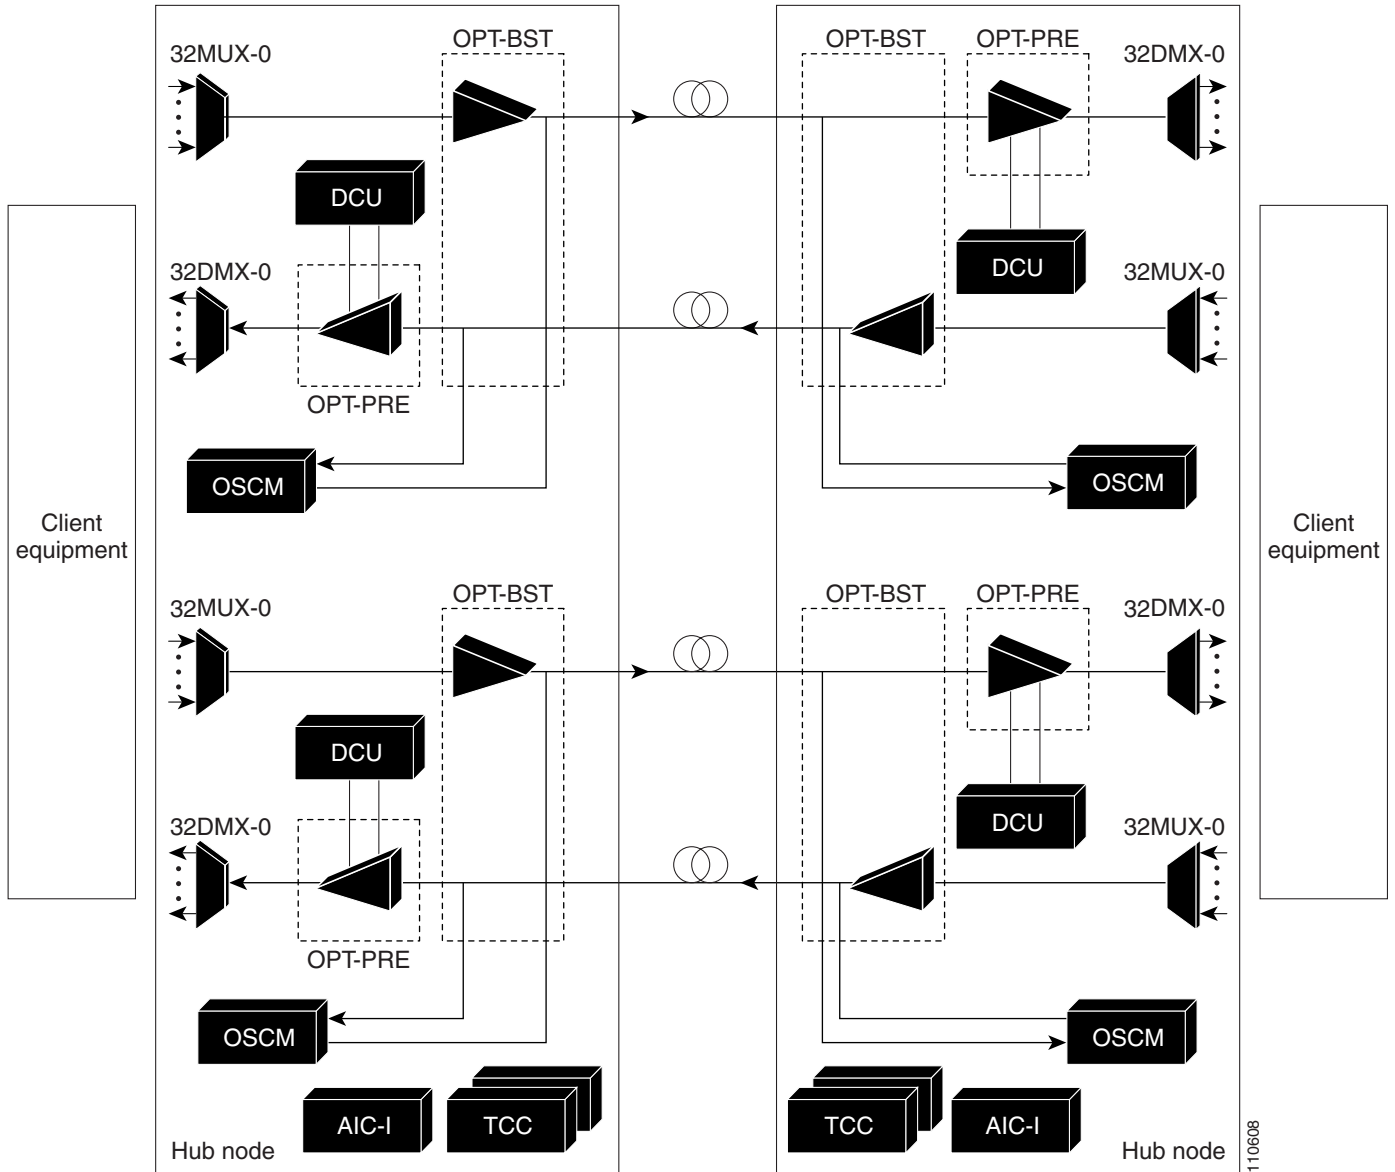 OPT-BST
OPT-BST
OPT-PRE
32MUX-0
32DMX-0
DCU
DCU
32DMX-0
32MUX-0
OPT-PRE
OSCM
OSCM
Client
equipment
Client
equipment
OPT-BST
OPT-BST
OPT-PRE
32MUX-0
32DMX-0
DCU
DCU
32DMX-0
32MUX-0
OPT-PRE
OSCM
OSCM
AIC-I
TCC
TCC
AIC-I
Hub node
Hub node
110608